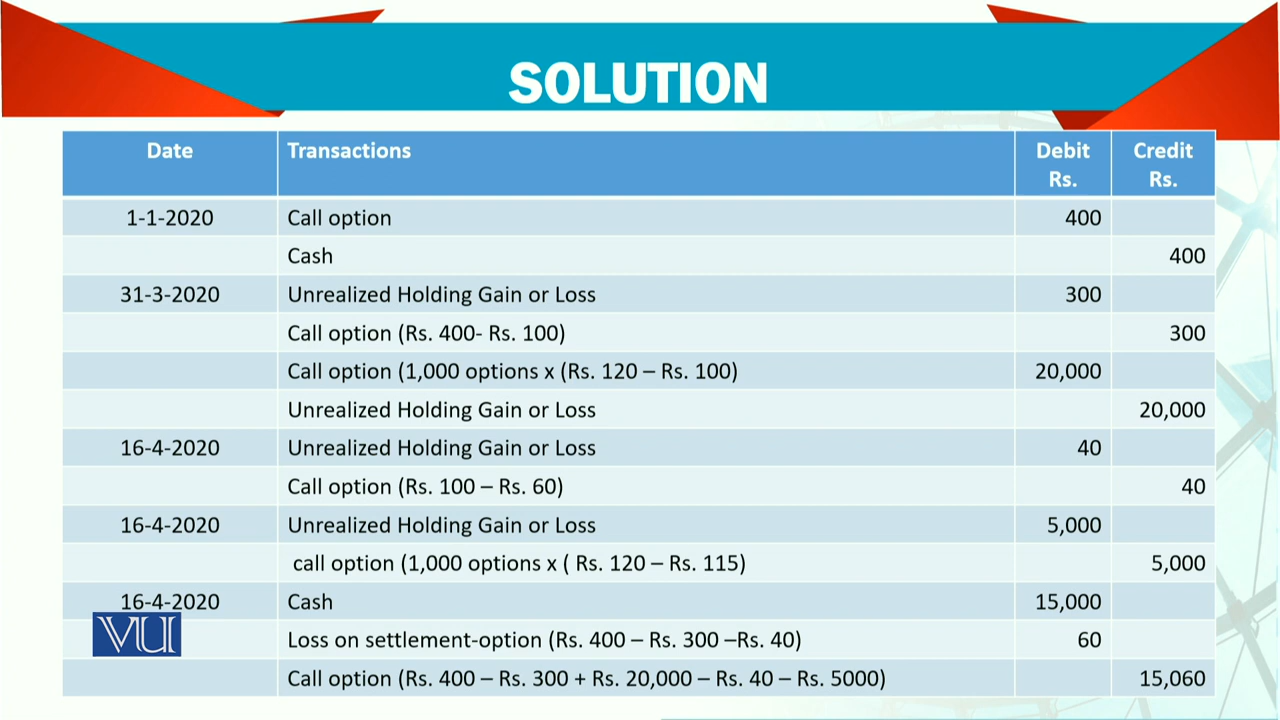 SOLUTION
Date Transactions Debit Rs. Credit Rs.
1-1-2020 Call option 400
Cash 400
31-3-2020 Unrealized Holding Gain or Loss 300
Call option (Rs. 400- Rs. 100) 300
Call option (1,000 options x (Rs. 120 – Rs. 100) 20,000
Unrealized Holding Gain or Loss 20,000
16-4-2020 Unrealized Holding Gain or Loss 40
Call option (Rs. 100 – Rs. 60) 40
16-4-2020 Unrealized Holding Gain or Loss 5,000
call option (1,000 options x ( Rs. 120 – Rs. 115) 5,000
16-4-2020 Cash 15,000
VU Loss on settlement-option (Rs. 400 – Rs. 300 –Rs. 40) 60
Call option (Rs. 400 – Rs. 300 + Rs. 20,000 – Rs. 40 – Rs. 5000) 15,060